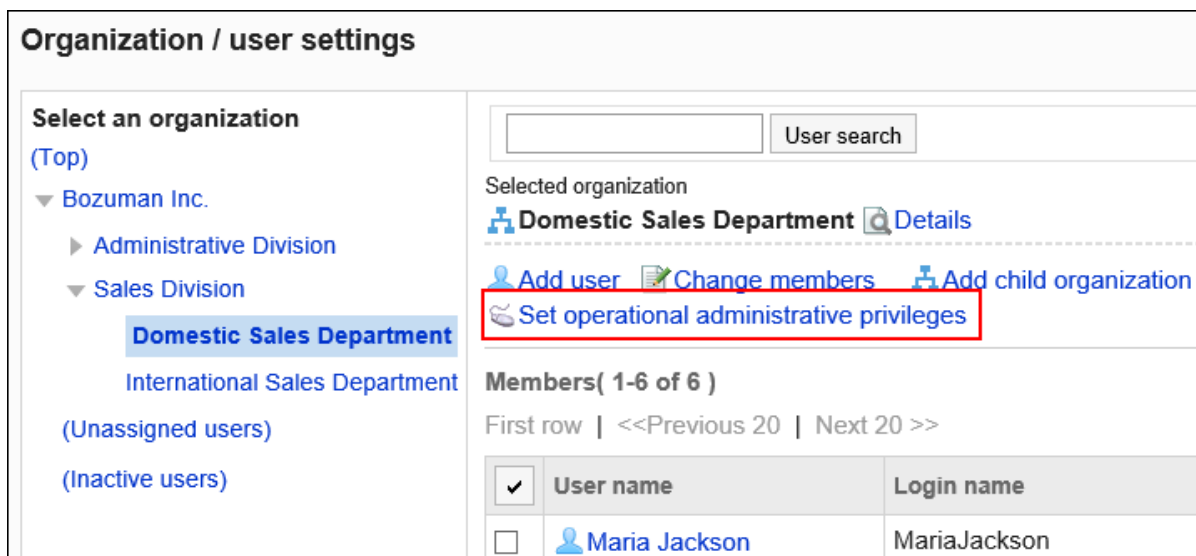 Organization / user settings
Select an organization
(Top)
Bozuman Inc.
Administrative Division
Sales Division
Domestic Sales Department
International Sales Department
(Unassigned users)
(Inactive users)
User search
Selected organization
Domestic Sales Department Details
Add user Change members Add child organization
Set operational administrative privileges
Members( 1-6 of 6 )
First row | <<Previous 20 | Next 20 >>
User name Login name
Maria Jackson MariaJackson